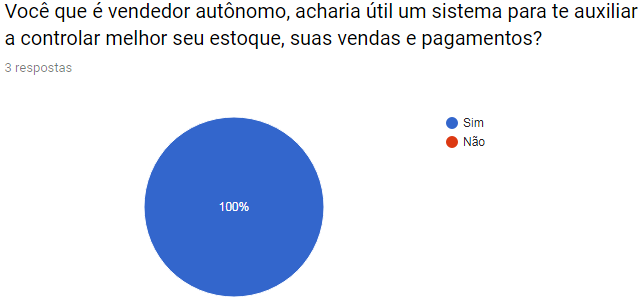 Você que é vendedor autônomo, acharia útil um sistema para te auxiliar
a controlar melhor seu estoque, suas vendas e pagamentos?
3 respostas
Sim
Não
100%